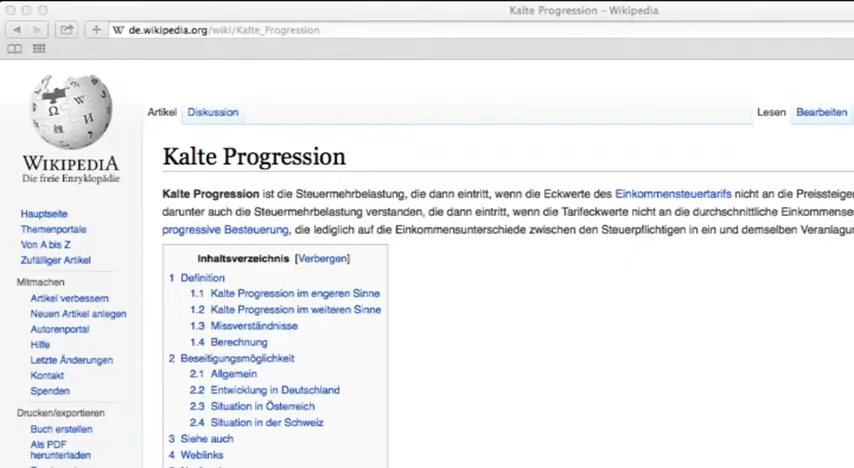 Kalte Progression – Wikipedia
W de.wikipedia.org/wiki/Kalte_Progression
Artikel Diskussion Lesen Bearbeiten
WIKIPEDIA
Die freie Enzyklopädie
Kalte Progression
Kalte Progression ist die Steuermehrbelastung, die dann eintritt, wenn die Eckwerte des Einkommensteuertarifs nicht an die Preissteiger
darunter auch die Steuermehrbelastung verstanden, die dann eintritt, wenn die Tarifeckwerte nicht an die durchschnittliche Einkommense
progressive Besteuerung, die lediglich auf die Einkommensunterschiede zwischen den Steuerpflichtigen in ein und demselben Veranlagu
Hauptseite
Themenportale
Von A bis Z
Zufälliger Artikel
Mitmachen
Artikel verbessern
Neuen Artikel anlegen
Autorenportal
Hilfe
Letzte Änderungen
Kontakt
Spenden
Drucken/exportieren
Buch erstellen
Als PDF
herunterladen
Inhaltsverzeichnis [Verbergen]
1 Definition
1.1 Kalte Progression im engeren Sinne
1.2 Kalte Progression im weiteren Sinne
1.3 Missverständnisse
1.4 Berechnung
2 Beseitigungsmöglichkeit
2.1 Allgemein
2.2 Entwicklung in Deutschland
2.3 Situation in Österreich
2.4 Situation in der Schweiz
3 Siehe auch
4 Weblinks